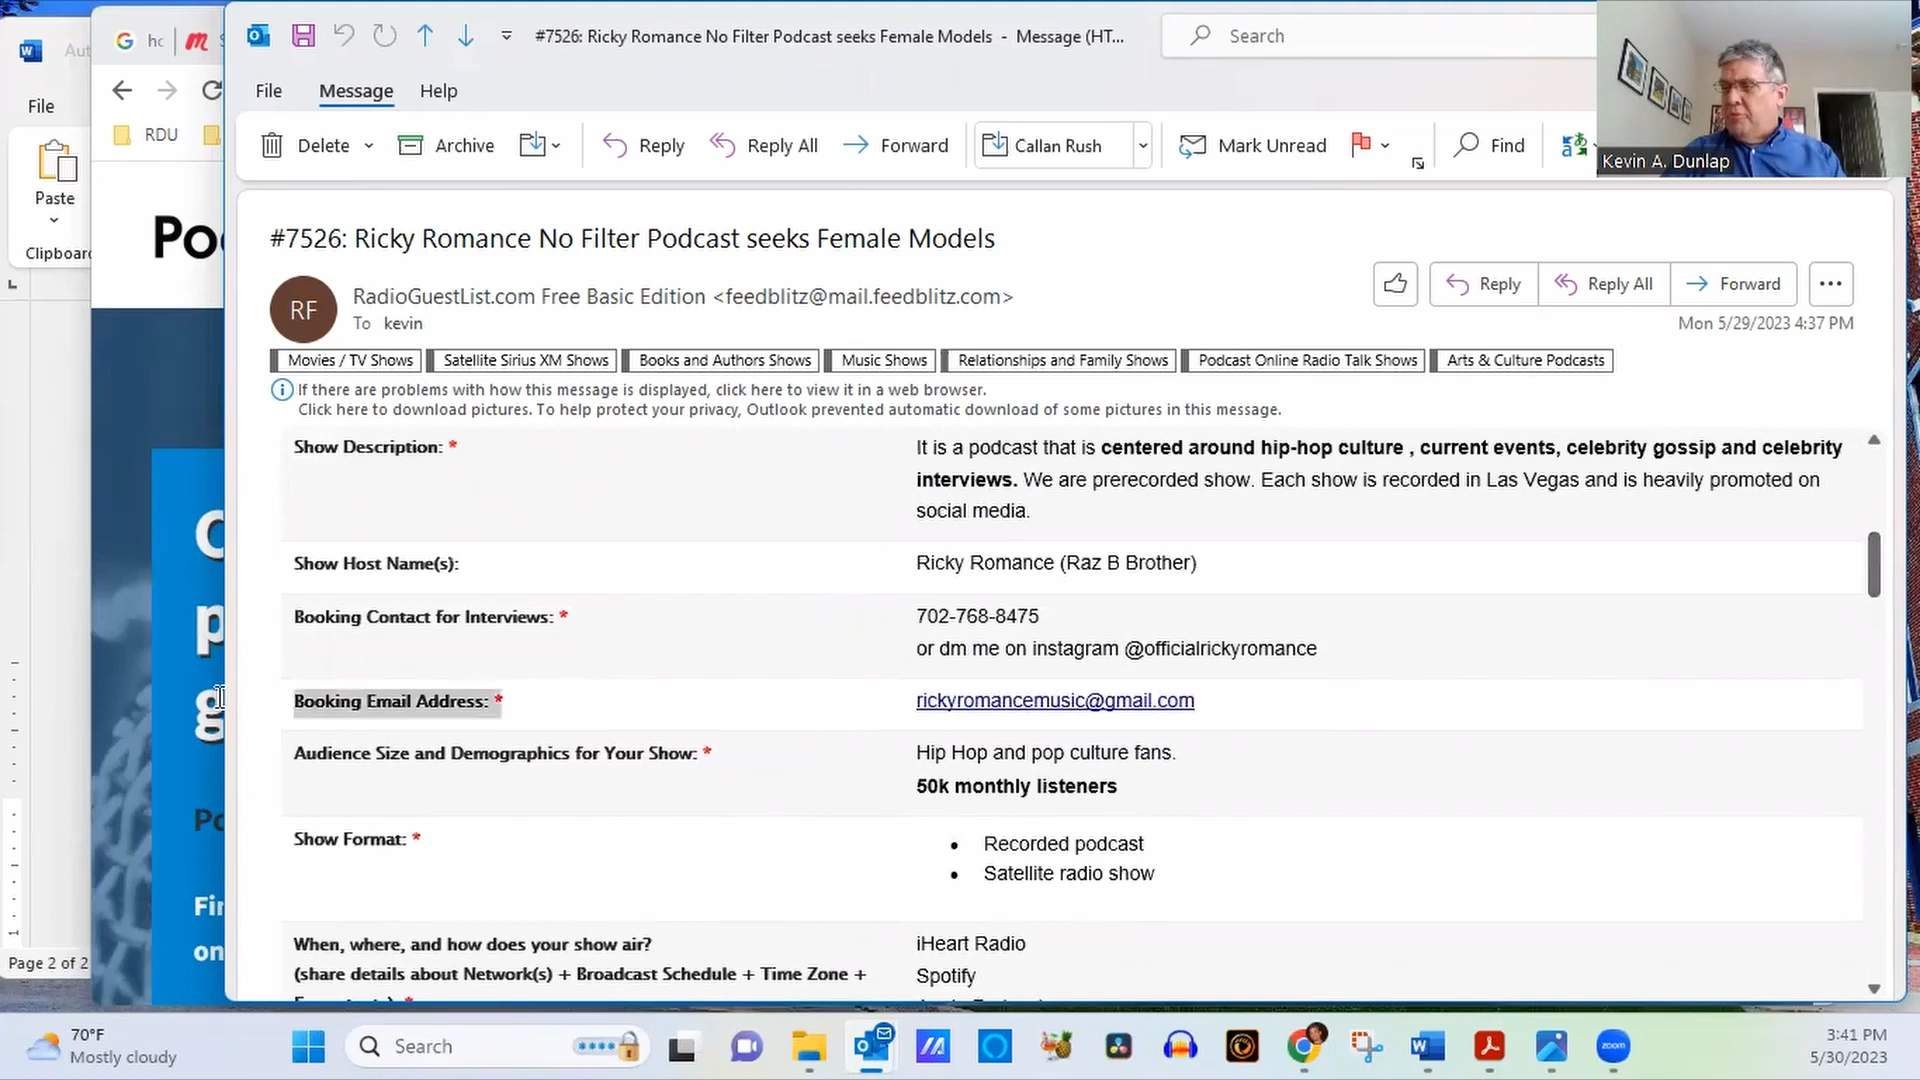 #7526: Ricky Romance No Filter Podcast seeks Female Models - Message (HT...
Search
File
Message
Help
Delete
Archive
Reply
Reply All
Forward
Callan Rush
Mark Unread
Find
Kevin A. Dunlap
File
Paste
Clipboard
RDU
#7526: Ricky Romance No Filter Podcast seeks Female Models
RF
RadioGuestList.com Free Basic Edition <feedblitz@mail.feedblitz.com>
To kevin
Reply
Reply All
Forward
Mon 5/29/2023 4:37 PM
Movies / TV Shows
Satellite Sirius XM Shows
Books and Authors Shows
Music Shows
Relationships and Family Shows
Podcast Online Radio Talk Shows
Arts & Culture Podcasts
If there are problems with how this message is displayed, click here to view it in a web browser.
Click here to download pictures. To help protect your privacy, Outlook prevented automatic download of some pictures in this message.
Show Description: *
It is a podcast that is centered around hip-hop culture , current events, celebrity gossip and celebrity
interviews. We are prerecorded show. Each show is recorded in Las Vegas and is heavily promoted on
social media.
Show Host Name(s):
Ricky Romance (Raz B Brother)
Booking Contact for Interviews: *
702-768-8475
or dm me on instagram @officialrickyromance
Booking Email Address: *
rickyromancemusic@gmail.com
Audience Size and Demographics for Your Show: *
Hip Hop and pop culture fans.
50k monthly listeners
Show Format: *
• Recorded podcast
• Satellite radio show
When, where, and how does your show air?
(share details about Network(s) + Broadcast Schedule + Time Zone +
iHeart Radio
Spotify
Page 2 of 2
70°F
Mostly cloudy
Search
zoom
3:41 PM
5/30/2023